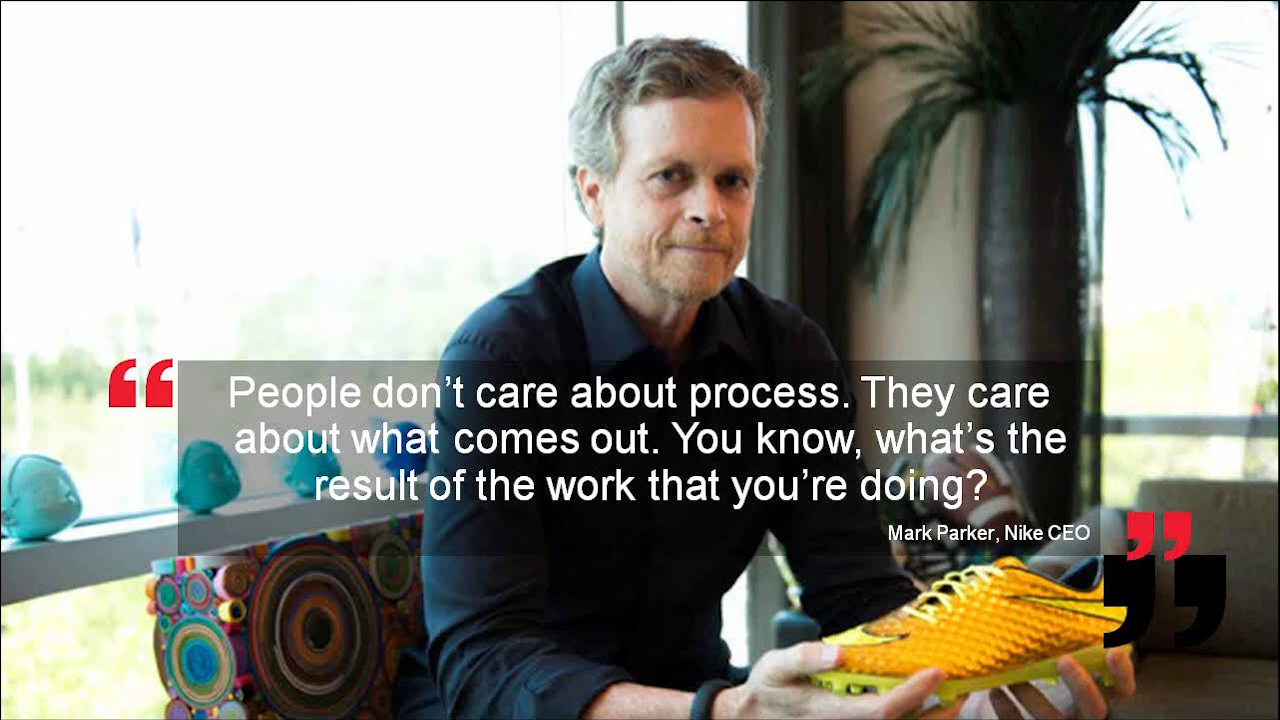 “
People don’t care about process. They care
about what comes out. You know, what’s the
result of the work that you’re doing?
Mark Parker, Nike CEO
”